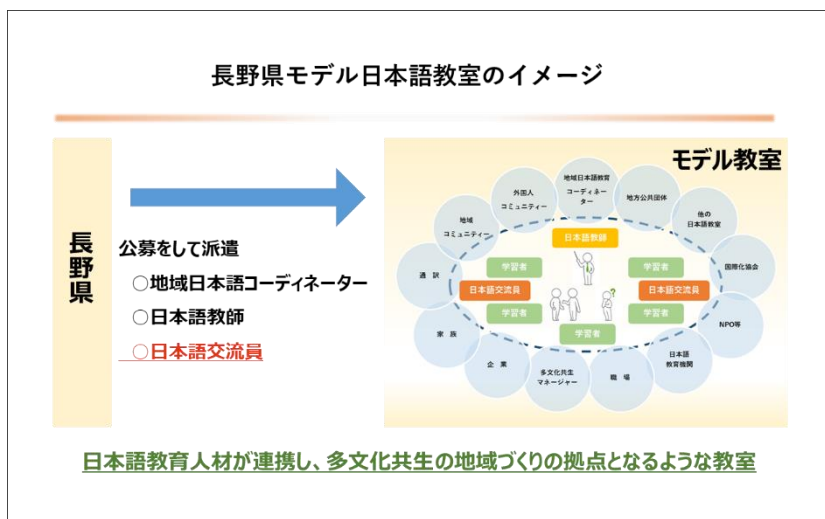 長野県モデル日本語教室のイメージ
長野県
公募をして派遣
○地域日本語コーディネーター
○日本語教師
○日本語交流員
モデル教室
地域日本語教育
コーディネー
ター
外国人
コミュニティー
地方公共団体
地域
コミュニティー
他の
日本語教室
通 訳
国際化協会
家 族
NPO等
企 業
多文化共生
マネージャー
職 場
日本語
教育機関
日本語教師
学習者
学習者
日本語交流員
日本語交流員
学習者
学習者
学習者
?
日本語教育人材が連携し、多文化共生の地域づくりの拠点となるような教室